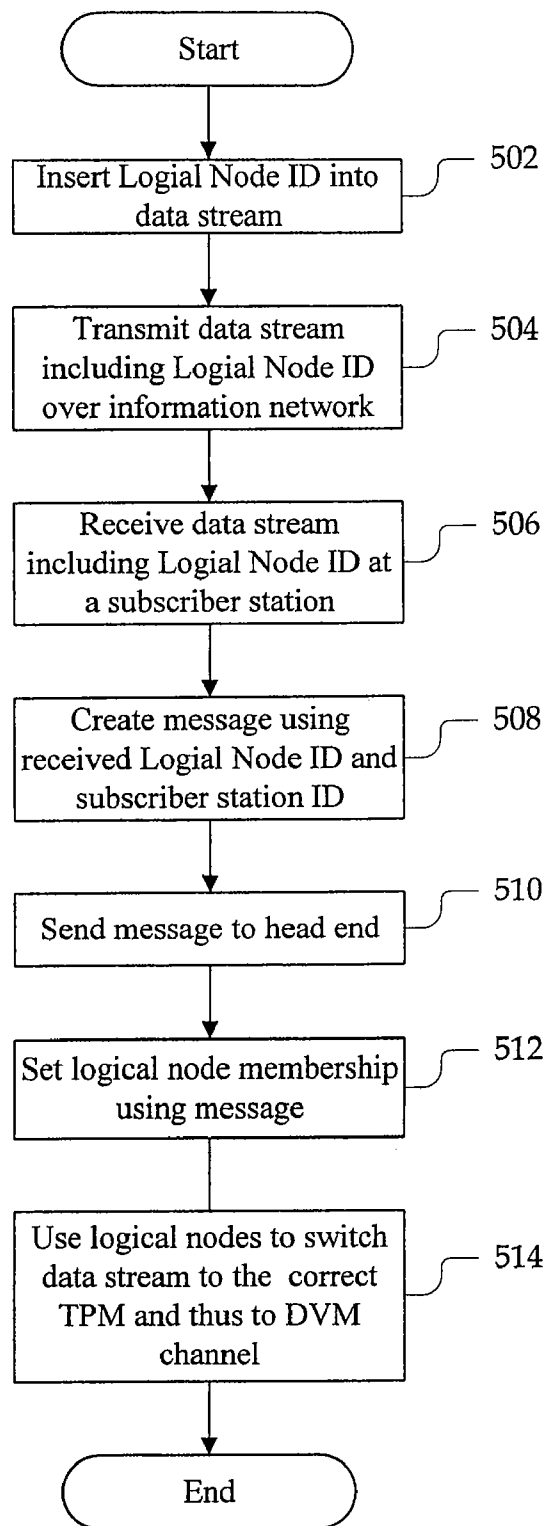 Start
502
Insert Logial Node ID into
data stream
504
Transmit data stream
including Logial Node ID
over information network
506
Receive data stream
including Logial Node ID at
a subscriber station
508
Create message using
received Logial Node ID and
subscriber station ID
510
Send message to head end
512
Set logical node membership
using message
514
Use logical nodes to switch
data stream to the correct
TPM and thus to DVM
channel
End